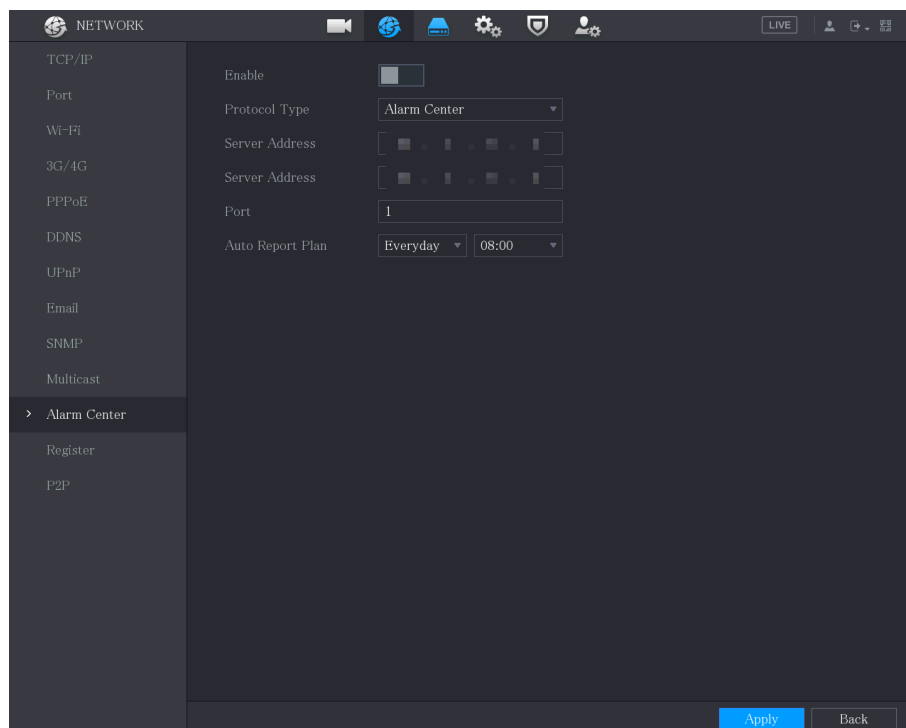 NETWORK
LIVE
TCP/IP
Port
Wi-Fi
3G/4G
PPPoE
DDNS
UPnP
Email
SNMP
Multicast
Alarm Center
Register
P2P
Enable
Protocol Type Alarm Center
Server Address
Server Address
Port 1
Auto Report Plan Everyday 08:00
Apply Back